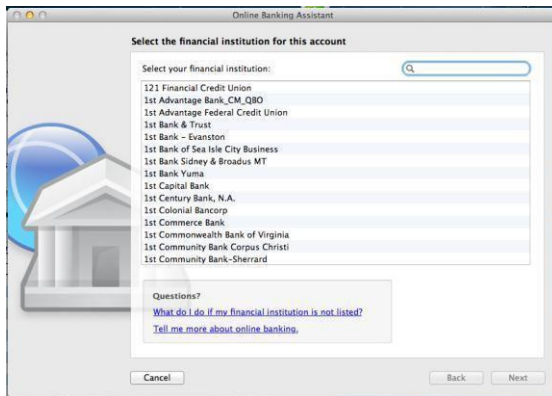 Online Banking Assistant
Select the financial institution for this account
Select your financial institution:
121 Financial Credit Union
1st Advantage Bank_CM_QBO
1st Advantage Federal Credit Union
1st Bank & Trust
1st Bank - Evanston
1st Bank of Sea Isle City Business
1st Bank Sidney & Broadus MT
1st Bank Yuma
1st Capital Bank
1st Century Bank, N.A.
1st Colonial Bancorp
1st Commerce Bank
1st Commonwealth Bank of Virginia
1st Community Bank Corpus Christi
1st Community Bank-Sherrard
Questions?
What do I do if my financial institution is not listed?
Tell me more about online banking.
Cancel
Back
Next